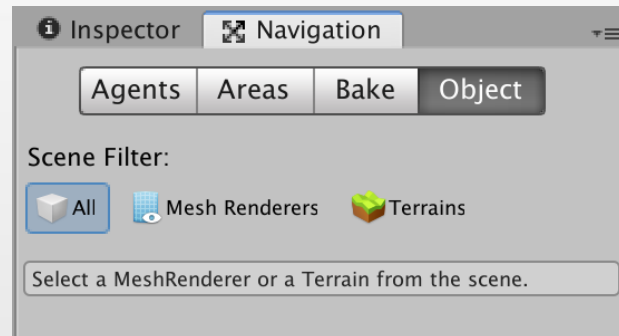 Inspector Navigation
Agents Areas Bake Object
Scene Filter:
All Mesh Renderers Terrains
Select a MeshRenderer or a Terrain from the scene.